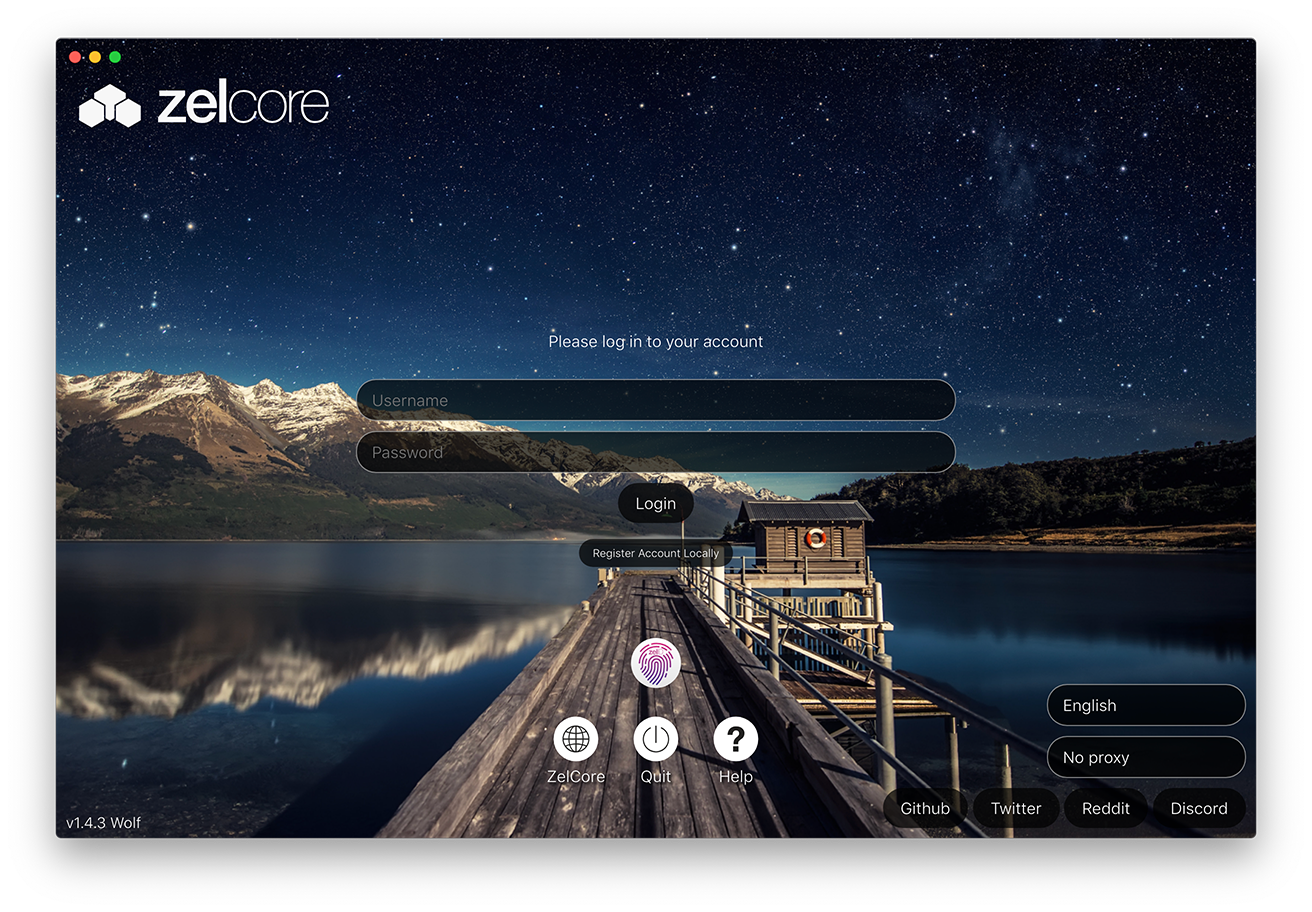 zelcore
Please log in to your account
Username
Password
Login
Register Account Locally
Zel
English
No proxy
ZelCore
Quit
Help
Github
Twitter
Reddit
Discord
v1.4.3 Wolf